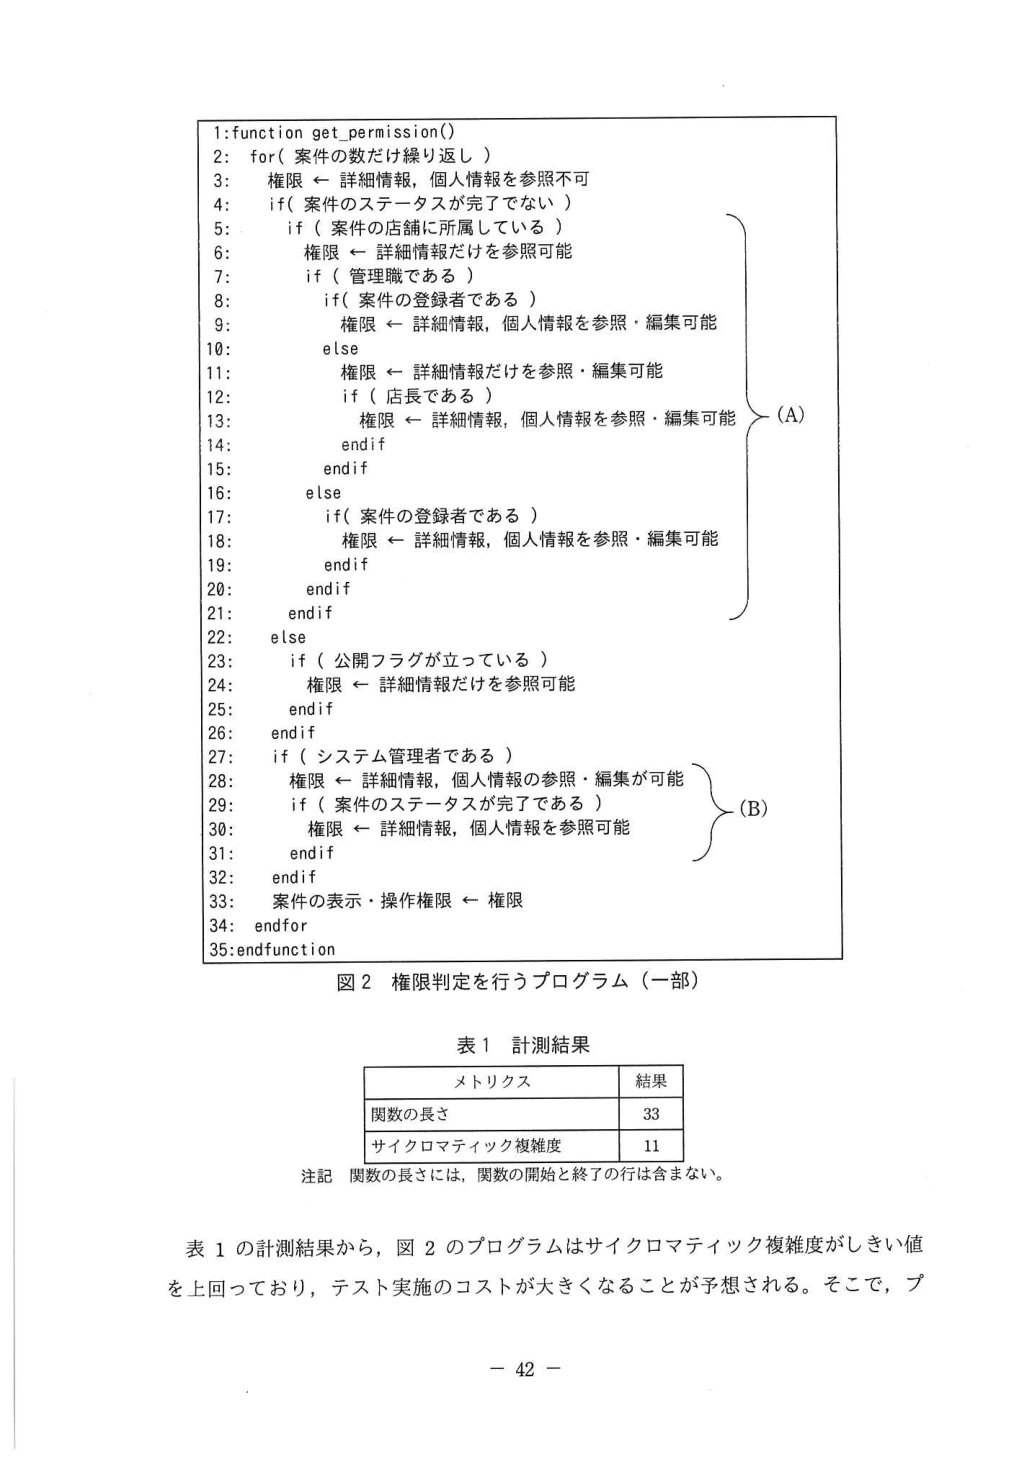 1:function get_permission()
2: for( 案件の数だけ繰り返し )
3: 権限 ← 詳細情報，個人情報を参照不可
4: if( 案件のステータスが完了でない )
5: if ( 案件の店舗に所属している )
6: 権限 ← 詳細情報だけを参照可能
7: if ( 管理職である )
8: if( 案件の登録者である )
9: 権限 ← 詳細情報，個人情報を参照・編集可能
10: else
11: 権限 ← 詳細情報だけを参照・編集可能
12: if ( 店長である )
13: 権限 ← 詳細情報，個人情報を参照・編集可能
(A)
14: endif
15: endif
16: else
17: if( 案件の登録者である )
18: 権限 ← 詳細情報，個人情報を参照・編集可能
19: endif
20: endif
21: endif
22: else
23: if ( 公開フラグが立っている )
24: 権限 ← 詳細情報だけを参照可能
25: endif
26: endif
27: if ( システム管理者である )
28: 権限 ← 詳細情報，個人情報の参照・編集が可能
29: if ( 案件のステータスが完了である )
(B)
30: 権限 ← 詳細情報，個人情報を参照可能
31: endif
32: endif
33: 案件の表示・操作権限 ← 権限
34: endfor
35:endfunction
図2 権限判定を行うプログラム（一部）
表1 計測結果
メトリクス 結果
関数の長さ 33
サイクロマティック複雑度 11
注記 関数の長さには，関数の開始と終了の行は含まない。
表 1 の計測結果から，図 2 のプログラムはサイクロマティック複雑度がしきい値
を上回っており，テスト実施のコストが大きくなることが予想される。そこで，プ
－ 42 －